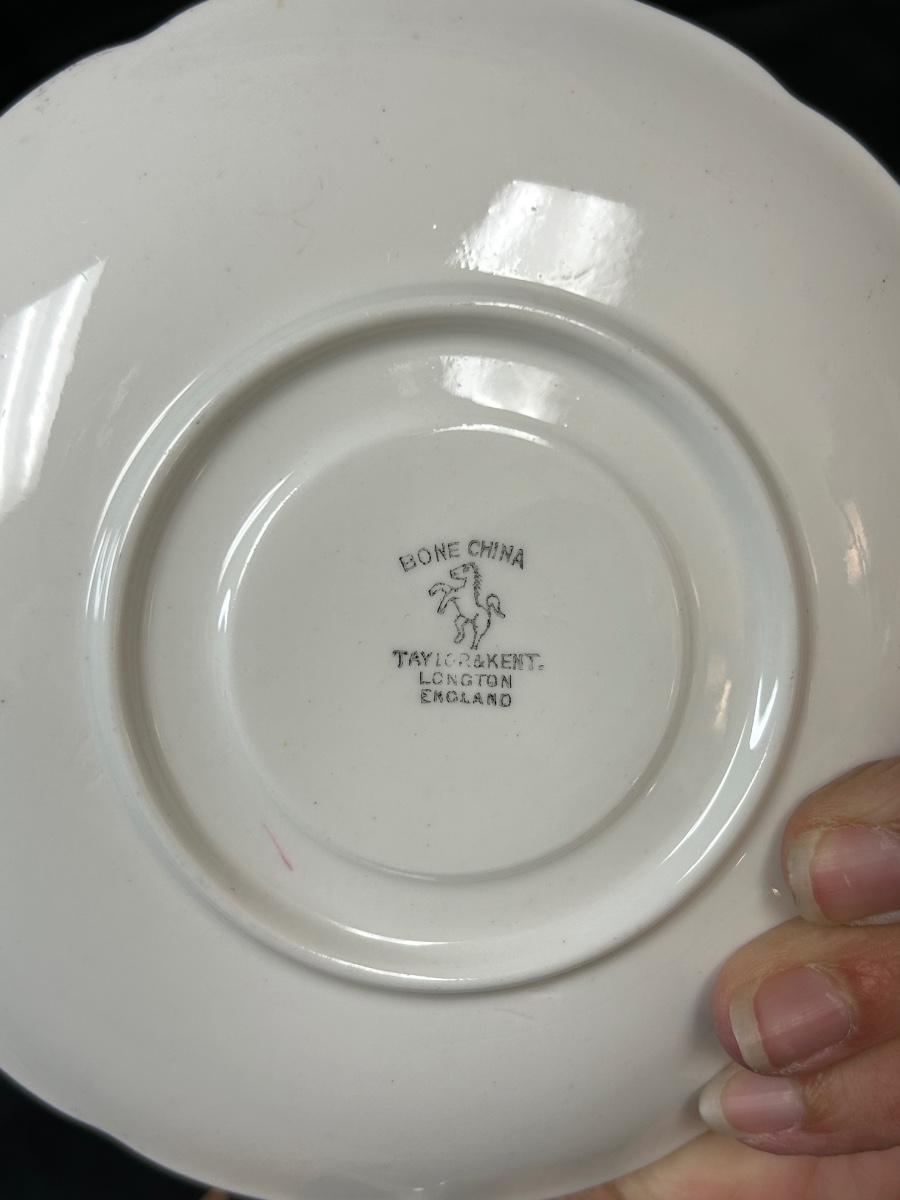 BONE CHINA
TAYLOR & KENT.
LONGTON
ENGLAND